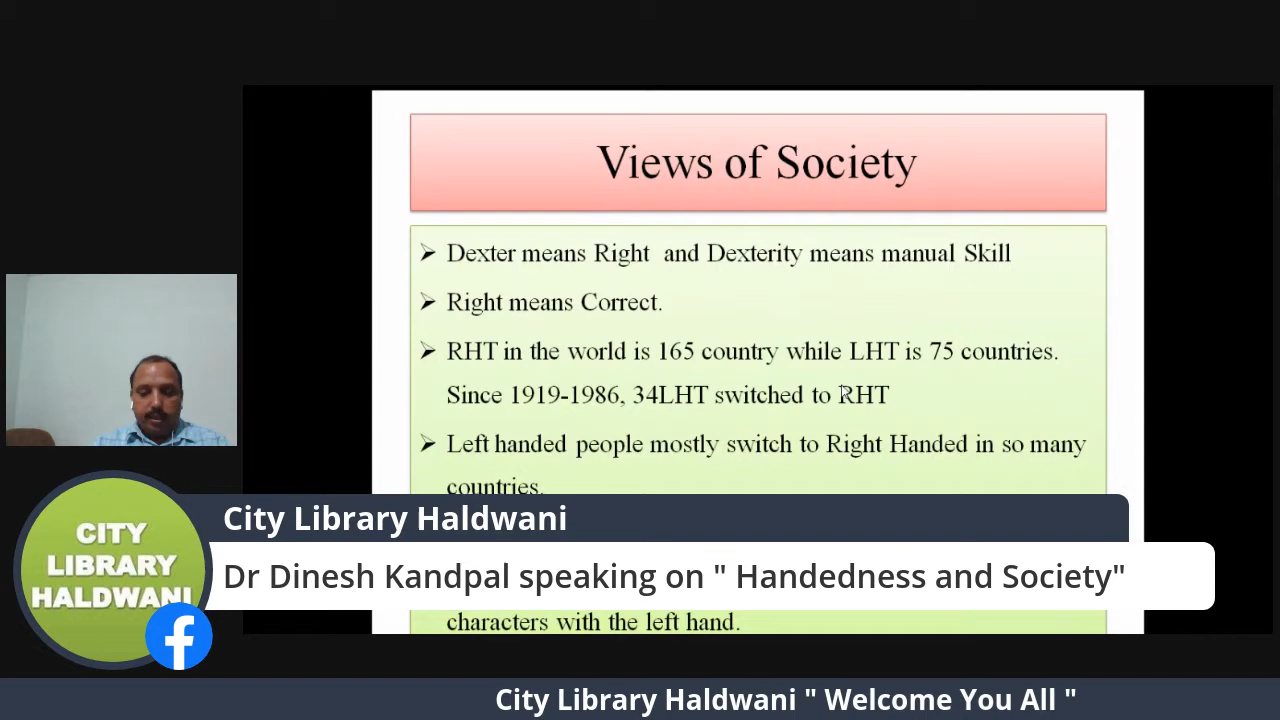 Views of Society
➢ Dexter means Right and Dexterity means manual Skill
➢ Right means Correct.
➢ RHT in the world is 165 country while LHT is 75 countries.
Since 1919-1986, 34LHT switched to RHT
➢ Left handed people mostly switch to Right Handed in so many
countries.
characters with the left hand.
CITY
LIBRARY
HALDWANI
City Library Haldwani
Dr Dinesh Kandpal speaking on " Handedness and Society"
City Library Haldwani " Welcome You All "